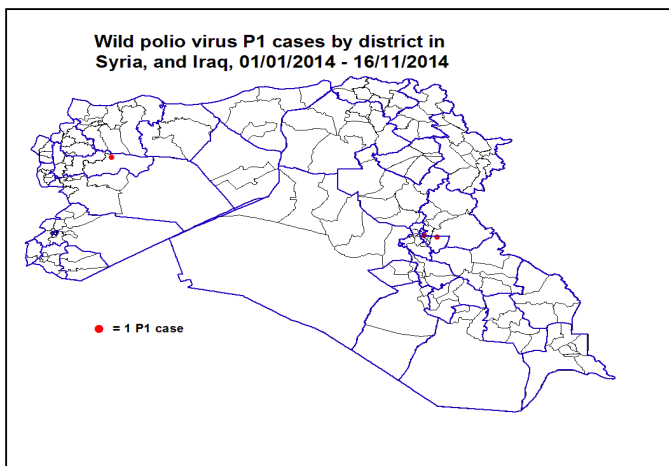 Wild polio virus P1 cases by district in
Syria, and Iraq, 01/01/2014 - 16/11/2014
= 1 P1 case